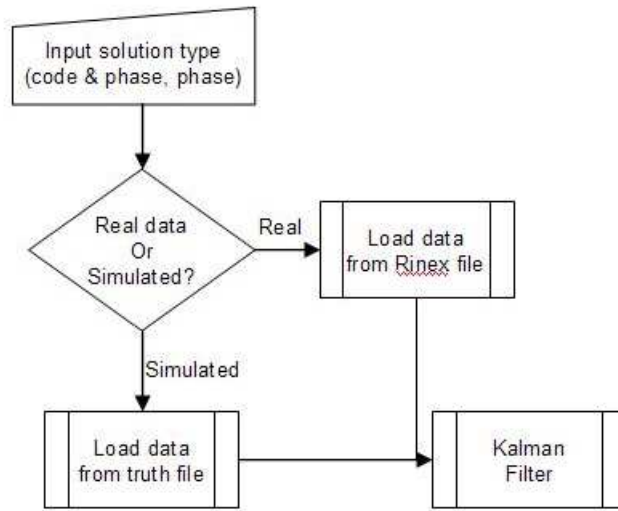 Input solution type
(code & phase, phase)
Real data
Or
Simulated?
Real
Load data
from Rinex file
Simulated
Load data
from truth file
Kalman
Filter